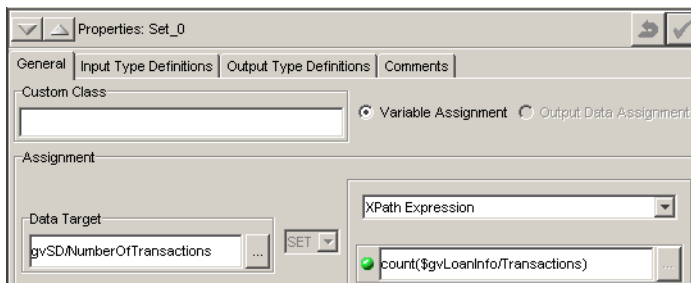 Properties: Set_0
General Input Type Definitions Output Type Definitions Comments
Custom Class
Variable Assignment Output Data Assignment
Assignment
XPath Expression
Data Target
gvSD/NumberOfTransactions ... SET
count($gvLoanInfo/Transactions) ...